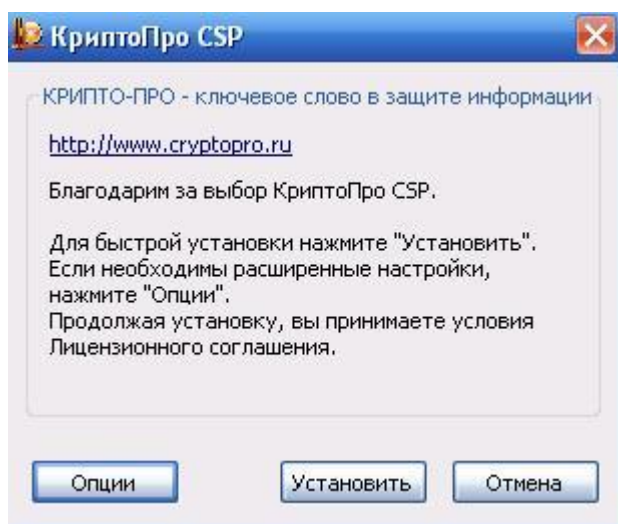 КриптоПро CSP
КРИПТО-ПРО - ключевое слово в защите информации
http://www.cryptopro.ru
Благодарим за выбор КриптоПро CSP.
Для быстрой установки нажмите "Установить".
Если необходимы расширенные настройки,
нажмите "Опции".
Продолжая установку, вы принимаете условия
Лицензионного соглашения.
Опции Установить Отмена